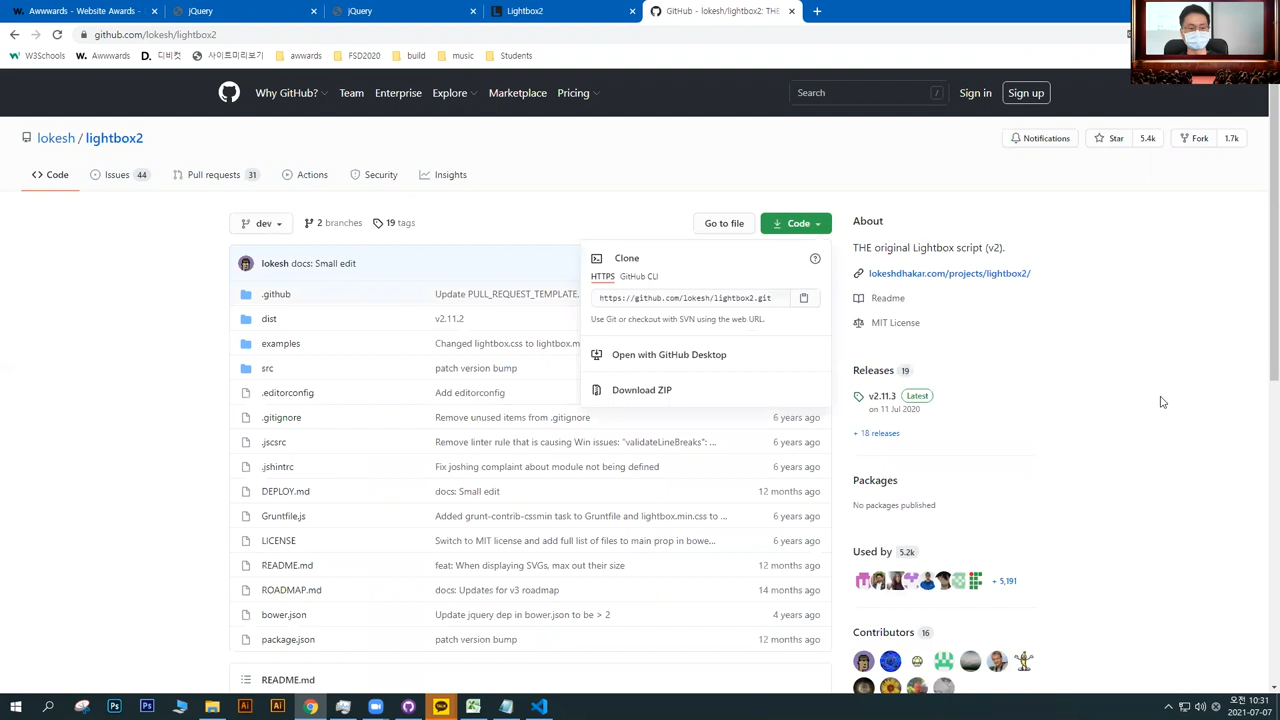 Awwwards - Website Awards -
jQuery
jQuery
Lightbox2
GitHub - lokesh/lightbox2: THE
github.com/lokesh/lightbox2
W3Schools
W. Awwwards
D. 디비컷
사이트미리보기
awwards
FSD2020
build
music
Students
Why GitHub?
Team
Enterprise
Explore
Marketplace
Pricing
Search
/
Sign in
Sign up
lokesh / lightbox2
Notifications
Star 5.4k
Fork 1.7k
Code
Issues 44
Pull requests 31
Actions
Security
Insights
dev
2 branches
19 tags
Go to file
Code
About
THE original Lightbox script (v2).
lokeshdhakar.com/projects/lightbox2/
Readme
MIT License
Releases 19
v2.11.3 Latest
on 11 Jul 2020
+ 18 releases
Packages
No packages published
Used by 5.2k
+ 5,191
Contributors 16
lokesh docs: Small edit
Clone
HTTPS GitHub CLI
https://github.com/lokesh/lightbox2.git
Use Git or checkout with SVN using the web URL.
Open with GitHub Desktop
Download ZIP
.github Update PULL_REQUEST_TEMPLATE.
dist v2.11.2
examples Changed lightbox.css to lightbox.m
src patch version bump
.editorconfig Add editorconfig
.gitignore Remove unused items from .gitignore 6 years ago
.jscsrc Remove linter rule that is causing Win issues: "validateLineBreaks": ... 6 years ago
.jshintrc Fix joshing complaint about module not being defined 6 years ago
DEPLOY.md docs: Small edit 12 months ago
Gruntfile.js Added grunt-contrib-cssmin task to Gruntfile and lightbox.min.css to ... 6 years ago
LICENSE Switch to MIT license and add full list of files to main prop in bowe... 6 years ago
README.md feat: When displaying SVGs, max out their size 12 months ago
ROADMAP.md docs: Updates for v3 roadmap 14 months ago
bower.json Update jquery dep in bower.json to be > 2 4 years ago
package.json patch version bump 12 months ago
README.md
Ps
Ps
Ai
Ai
TALK
오전 10:31
2021-07-07